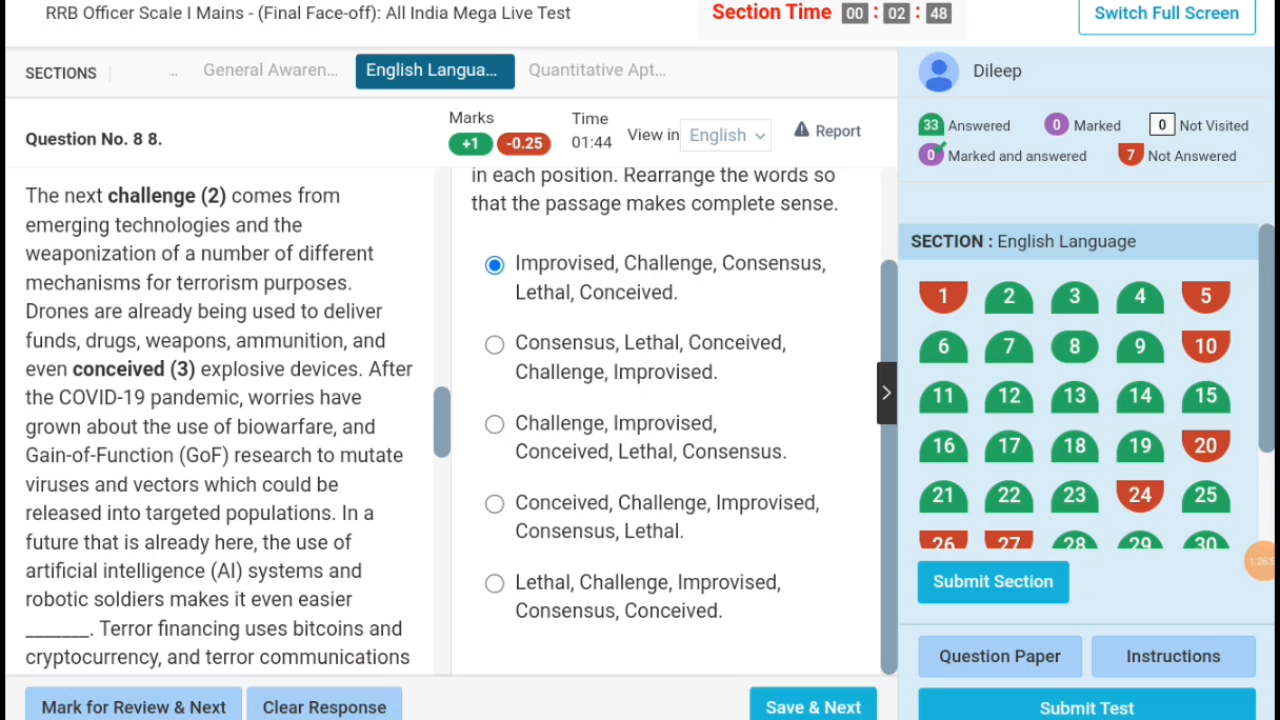 RRB Officer Scale I Mains - (Final Face-off): All India Mega Live Test
Section Time 00 : 02 : 48
Switch Full Screen
SECTIONS
...
General Awaren...
English Langua...
Quantitative Apt...
Dileep
Question No. 8 8.
Marks
+1 -0.25
Time
01:44
View in English
Report
33 Answered
0 Marked
0 Not Visited
0 Marked and answered
7 Not Answered
The next challenge (2) comes from
emerging technologies and the
weaponization of a number of different
mechanisms for terrorism purposes.
Drones are already being used to deliver
funds, drugs, weapons, ammunition, and
even conceived (3) explosive devices. After
the COVID-19 pandemic, worries have
grown about the use of biowarfare, and
Gain-of-Function (GoF) research to mutate
viruses and vectors which could be
released into targeted populations. In a
future that is already here, the use of
artificial intelligence (AI) systems and
robotic soldiers makes it even easier
_______. Terror financing uses bitcoins and
cryptocurrency, and terror communications
in each position. Rearrange the words so
that the passage makes complete sense.
Improvised, Challenge, Consensus,
Lethal, Conceived.
Consensus, Lethal, Conceived,
Challenge, Improvised.
Challenge, Improvised,
Conceived, Lethal, Consensus.
Conceived, Challenge, Improvised,
Consensus, Lethal.
Lethal, Challenge, Improvised,
Consensus, Conceived.
SECTION : English Language
1 2 3 4 5
6 7 8 9 10
11 12 13 14 15
16 17 18 19 20
21 22 23 24 25
26 27 28 29 30
1:26:5
Submit Section
Question Paper
Instructions
Mark for Review & Next
Clear Response
Save & Next
Submit Test